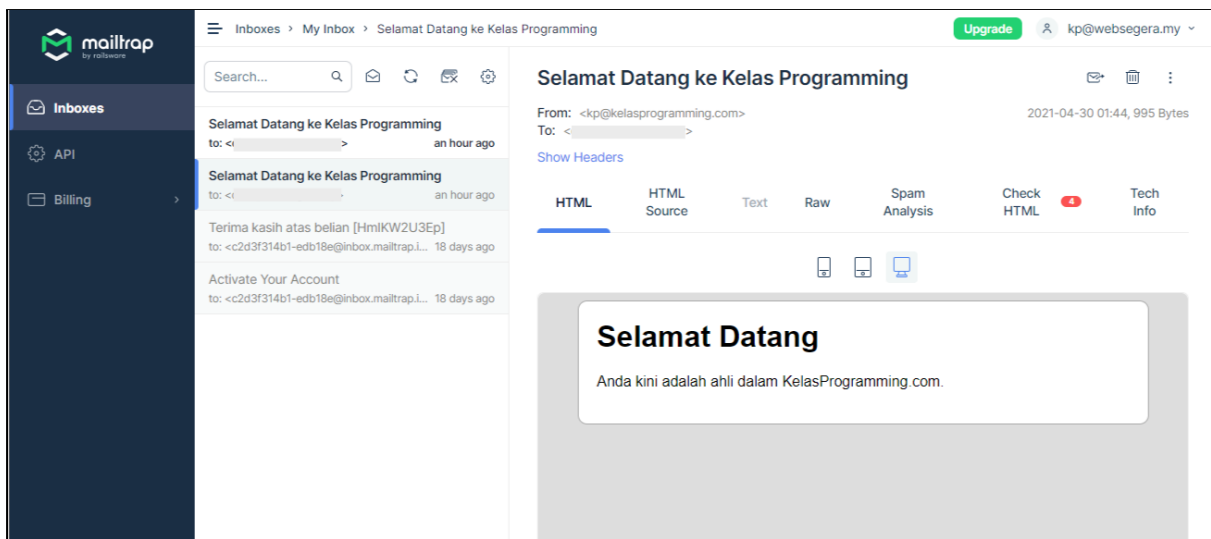 mailtrap
by railsware
Inboxes
API
Billing
Inboxes > My Inbox > Selamat Datang ke Kelas Programming
Upgrade
kp@websegera.my
Search...
Selamat Datang ke Kelas Programming
to: < > an hour ago
Selamat Datang ke Kelas Programming
to: < an hour ago
Terima kasih atas belian [HmIKW2U3Ep]
to: <c2d3f314b1-edb18e@inbox.mailtrap.i... 18 days ago
Activate Your Account
to: <c2d3f314b1-edb18e@inbox.mailtrap.i... 18 days ago
Selamat Datang ke Kelas Programming
From: <kp@kelasprogramming.com> 2021-04-30 01:44, 995 Bytes
To: < >
Show Headers
HTML
HTML
Source
Text
Raw
Spam
Analysis
Check
HTML
4
Tech
Info
Selamat Datang
Anda kini adalah ahli dalam KelasProgramming.com.